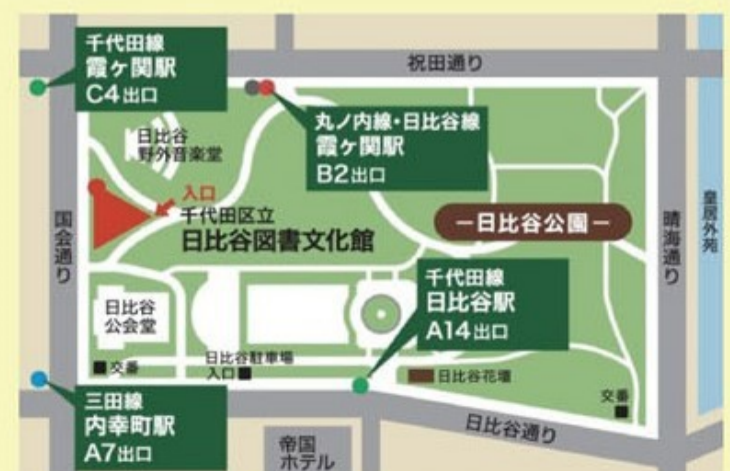 千代田線
霞ヶ関駅
C4出口
祝田通り
丸ノ内線・日比谷線
霞ヶ関駅
B2出口
日比谷
野外音楽堂
入口
千代田区立
日比谷図書文化館
ー日比谷公園ー
国会通り
晴海通り
皇居外苑
千代田線
日比谷駅
A14出口
日比谷
公会堂
交番
日比谷駐車場
入口
日比谷花壇
交番
三田線
内幸町駅
A7出口
日比谷通り
帝国
ホテル